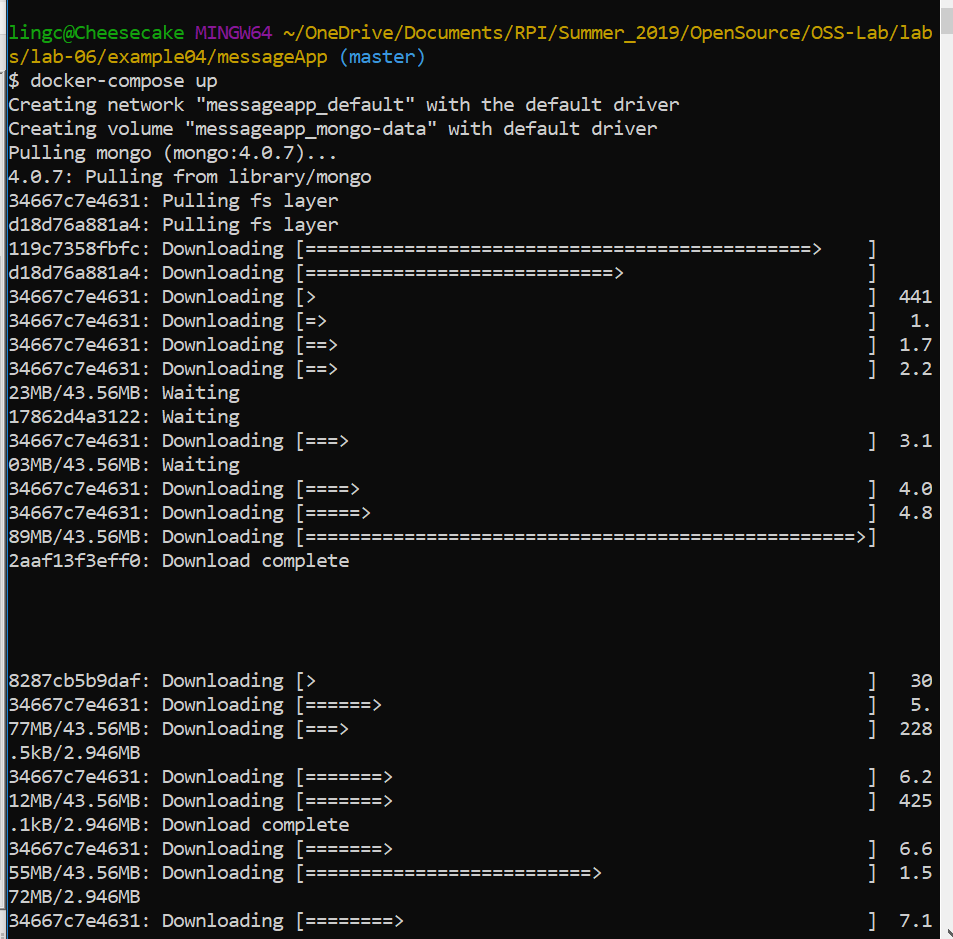 lingc@Cheesecake MINGW64 ~/OneDrive/Documents/RPI/Summer_2019/OpenSource/OSS-Lab/lab
s/lab-06/example04/messageApp (master)
$ docker-compose up
Creating network "messageapp_default" with the default driver
Creating volume "messageapp_mongo-data" with default driver
Pulling mongo (mongo:4.0.7)...
4.0.7: Pulling from library/mongo
34667c7e4631: Pulling fs layer
d18d76a881a4: Pulling fs layer
119c7358fbfc: Downloading [==============================================>    ]
d18d76a881a4: Downloading [============================>                      ]
34667c7e4631: Downloading [>                                                  ]  441
34667c7e4631: Downloading [=>                                                 ]   1.
34667c7e4631: Downloading [==>                                                ]  1.7
34667c7e4631: Downloading [==>                                                ]  2.2
23MB/43.56MB: Waiting
17862d4a3122: Waiting
34667c7e4631: Downloading [===>                                               ]  3.1
03MB/43.56MB: Waiting
34667c7e4631: Downloading [====>                                              ]  4.0
34667c7e4631: Downloading [=====>                                             ]  4.8
89MB/43.56MB: Downloading [==================================================>]
2aaf13f3eff0: Download complete
8287cb5b9daf: Downloading [>                                                  ]   30
34667c7e4631: Downloading [======>                                            ]   5.
77MB/43.56MB: Downloading [===>                                               ]  228
.5kB/2.946MB
34667c7e4631: Downloading [=======>                                           ]  6.2
12MB/43.56MB: Downloading [=======>                                           ]  425
.1kB/2.946MB: Download complete
34667c7e4631: Downloading [=======>                                           ]  6.6
55MB/43.56MB: Downloading [==========================>                        ]  1.5
72MB/2.946MB
34667c7e4631: Downloading [========>                                          ]  7.1